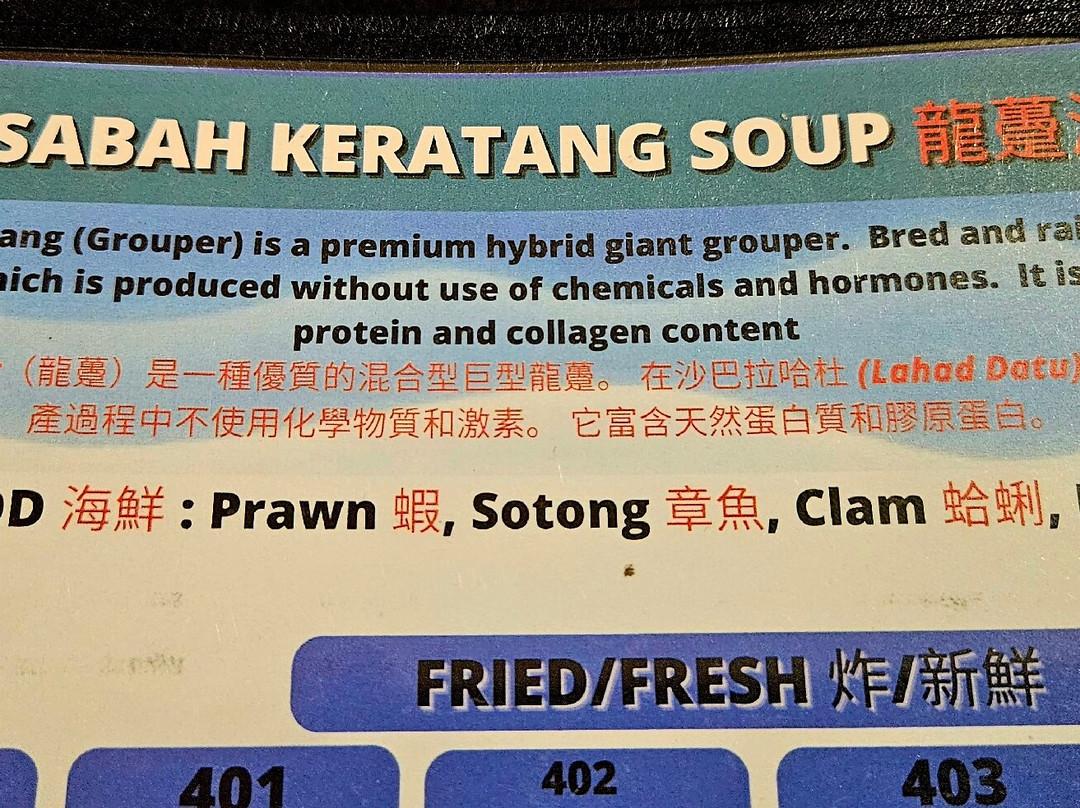 SABAH KERATANG SOUP 龍躉
(Grouper) is a premium hybrid giant grouper. Bred and
is produced without use of chemicals and hormones. It is
protein and collagen content
（龍躉）是一種優質的混合型巨型龍躉。 在沙巴拉哈杜 (Lahad Datu)
產過程中不使用化學物質和激素。 它富含天然蛋白質和膠原蛋白。
海鮮 : Prawn 蝦, Sotong 章魚, Clam 蛤蜊,
FRIED/FRESH 炸/新鮮
401 402 403